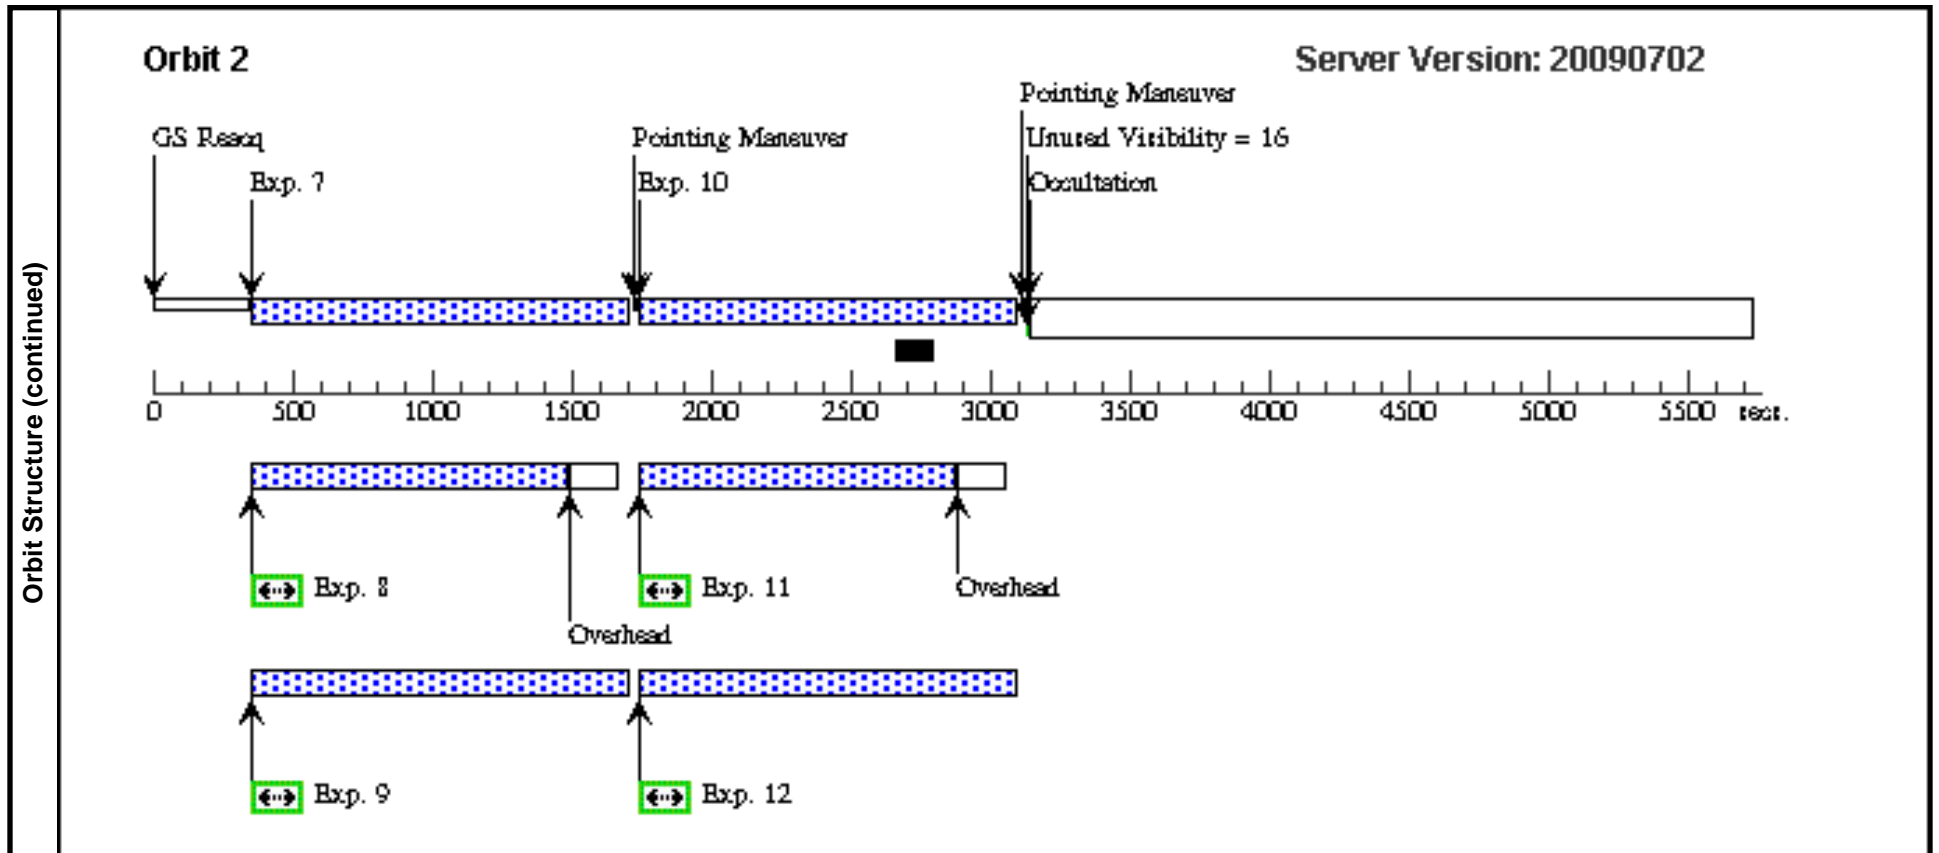 Orbit Structure (continued)
Orbit 2
Server Version: 20090702
Pointing Maneuver
GS Reacq
Pointing Maneuver
Unused Visibility = 16
Exp. 7
Exp. 10
Occultation
0 500 1000 1500 2000 2500 3000 3500 4000 4500 5000 5500 secs.
Exp. 8
Exp. 11
Overhead
Overhead
Exp. 9
Exp. 12